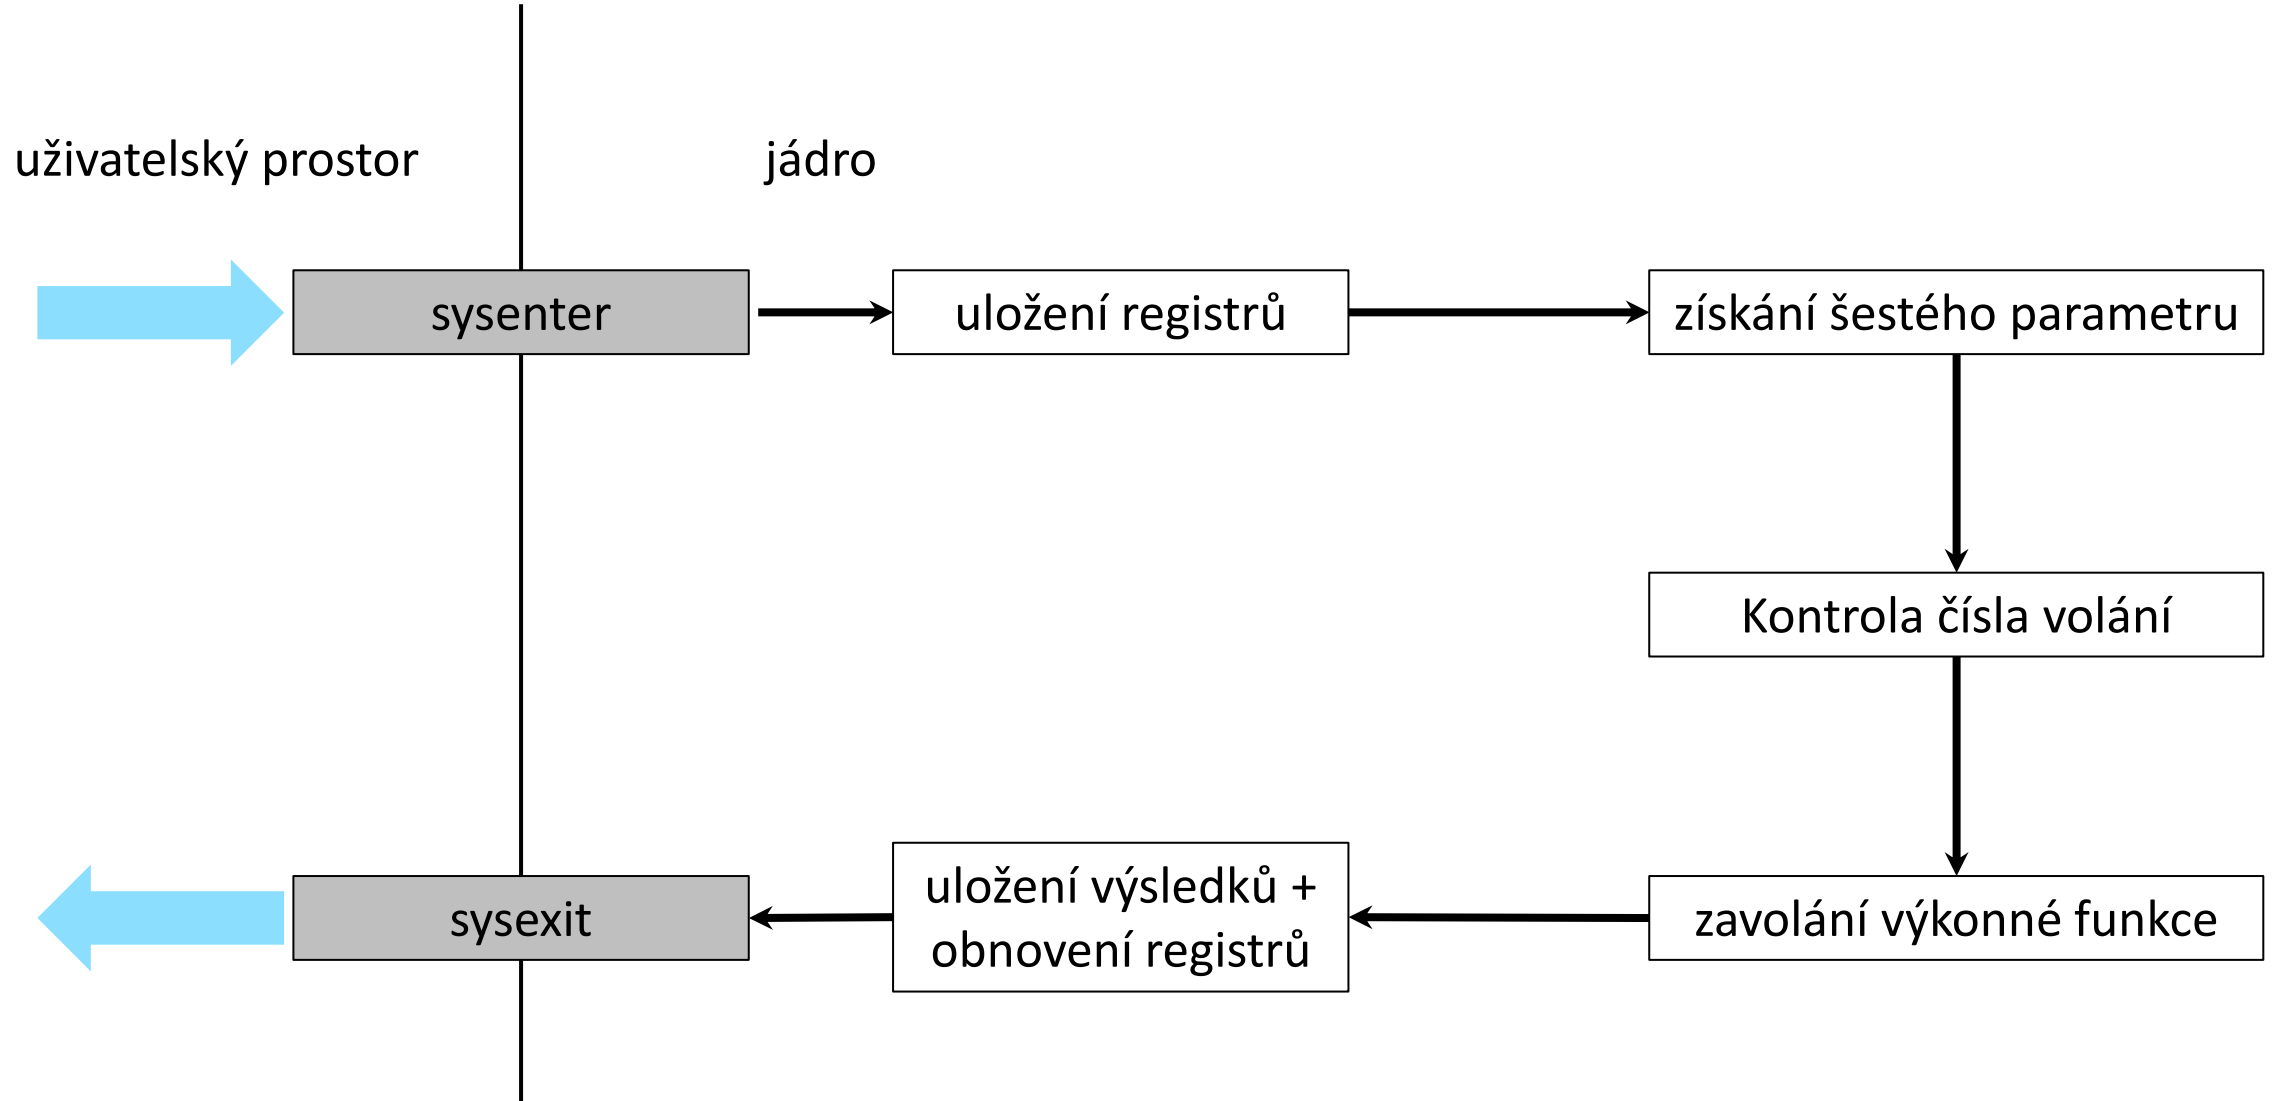 uživatelský prostor
jádro
sysenter
uložení registrů
získání šestého parametru
Kontrola čísla volání
zavolání výkonné funkce
uložení výsledků +
obnovení registrů
sysexit